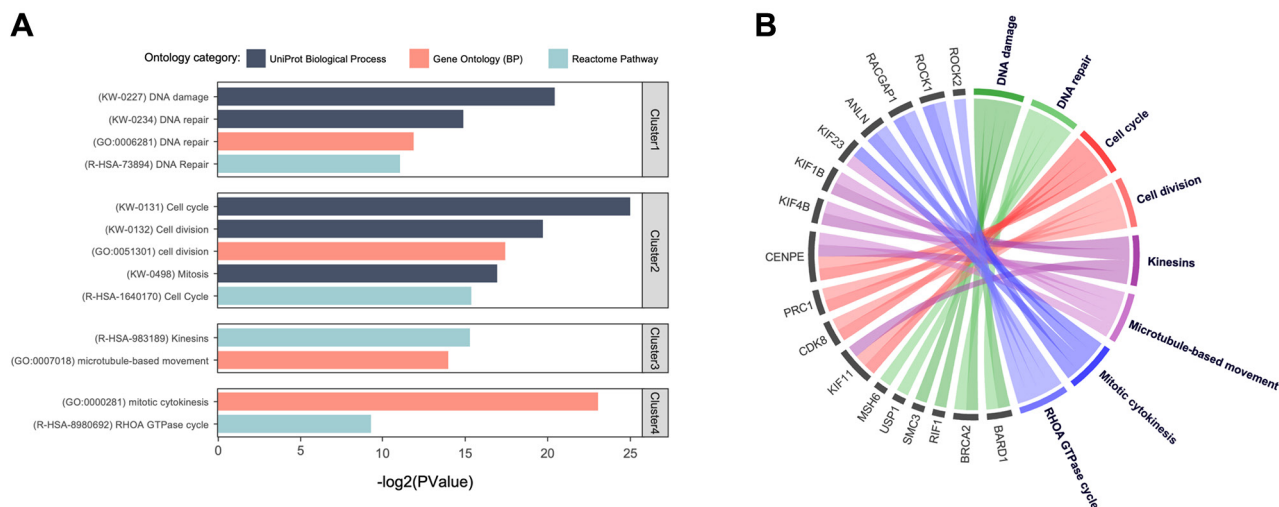 A
Ontology category: UniProt Biological Process Gene Ontology (BP) Reactome Pathway
(KW-0227) DNA damage
(KW-0234) DNA repair
(GO:0006281) DNA repair
(R-HSA-73894) DNA Repair
Cluster1
(KW-0131) Cell cycle
(KW-0132) Cell division
(GO:0051301) cell division
(KW-0498) Mitosis
(R-HSA-1640170) Cell Cycle
Cluster2
(R-HSA-983189) Kinesins
(GO:0007018) microtubule-based movement
Cluster3
(GO:0000281) mitotic cytokinesis
(R-HSA-8980692) RHOA GTPase cycle
Cluster4
0 5 10 15 20 25
-log2(PValue)
B
DNA damage
DNA repair
Cell cycle
Cell division
Kinesins
Microtubule-based movement
Mitotic cytokinesis
RHOA GTPase cycle
BARD1
BRCA2
RIF1
SMC3
USP1
MSH6
KIF11
CDK8
PRC1
CENPE
KIF4B
KIF1B
KIF23
ANLN
RACGAP1
ROCK1
ROCK2